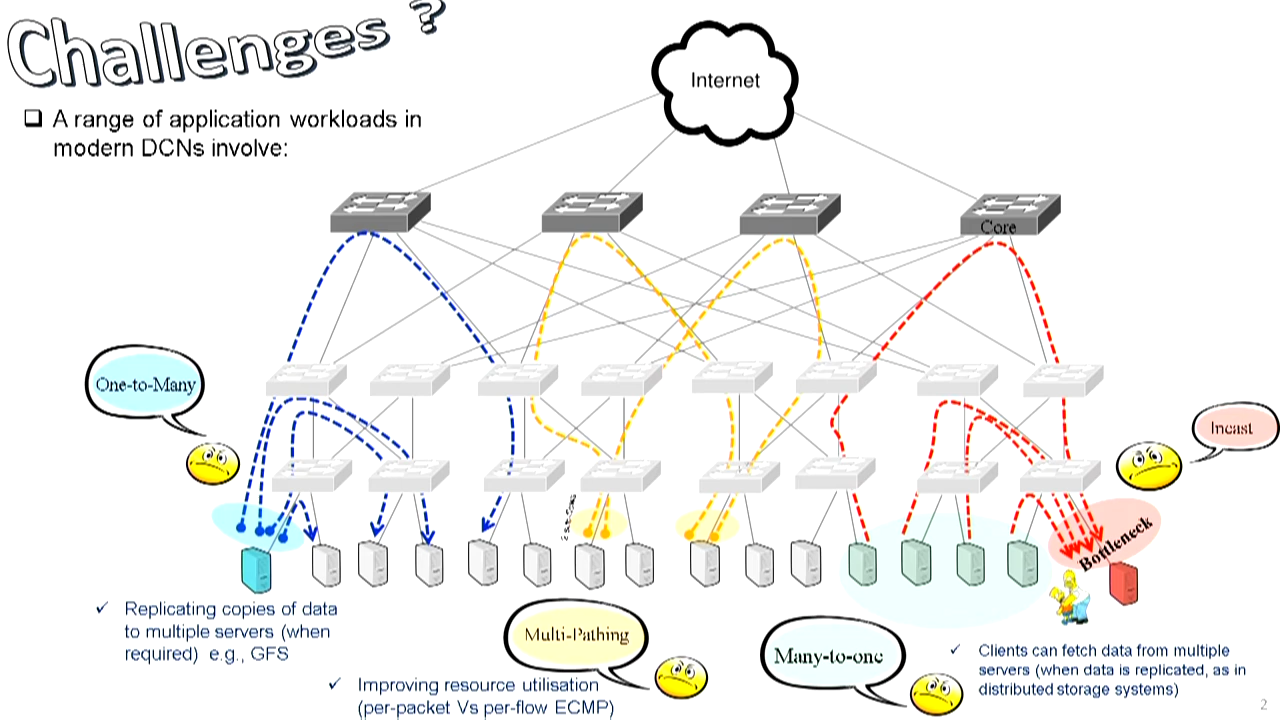 Challenges ?
❑ A range of application workloads in
modern DCNs involve:
Internet
Core
One-to-Many
Incast
Bottleneck
✓ Replicating copies of data
to multiple servers (when
required) e.g., GFS
Multi-Pathing
✓ Improving resource utilisation
(per-packet Vs per-flow ECMP)
Many-to-one
✓ Clients can fetch data from multiple
servers (when data is replicated, as in
distributed storage systems)
2